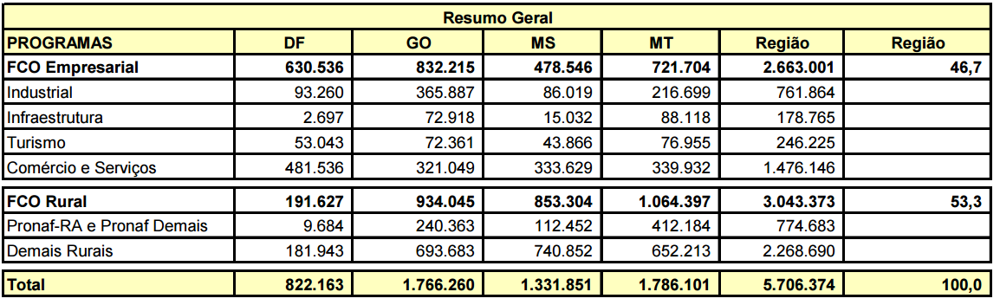 Resumo Geral
PROGRAMAS DF GO MS MT Região Região
FCO Empresarial 630.536 832.215 478.546 721.704 2.663.001 46,7
Industrial 93.260 365.887 86.019 216.699 761.864
Infraestrutura 2.697 72.918 15.032 88.118 178.765
Turismo 53.043 72.361 43.866 76.955 246.225
Comércio e Serviços 481.536 321.049 333.629 339.932 1.476.146
FCO Rural 191.627 934.045 853.304 1.064.397 3.043.373 53,3
Pronaf-RA e Pronaf Demais 9.684 240.363 112.452 412.184 774.683
Demais Rurais 181.943 693.683 740.852 652.213 2.268.690
Total 822.163 1.766.260 1.331.851 1.786.101 5.706.374 100,0